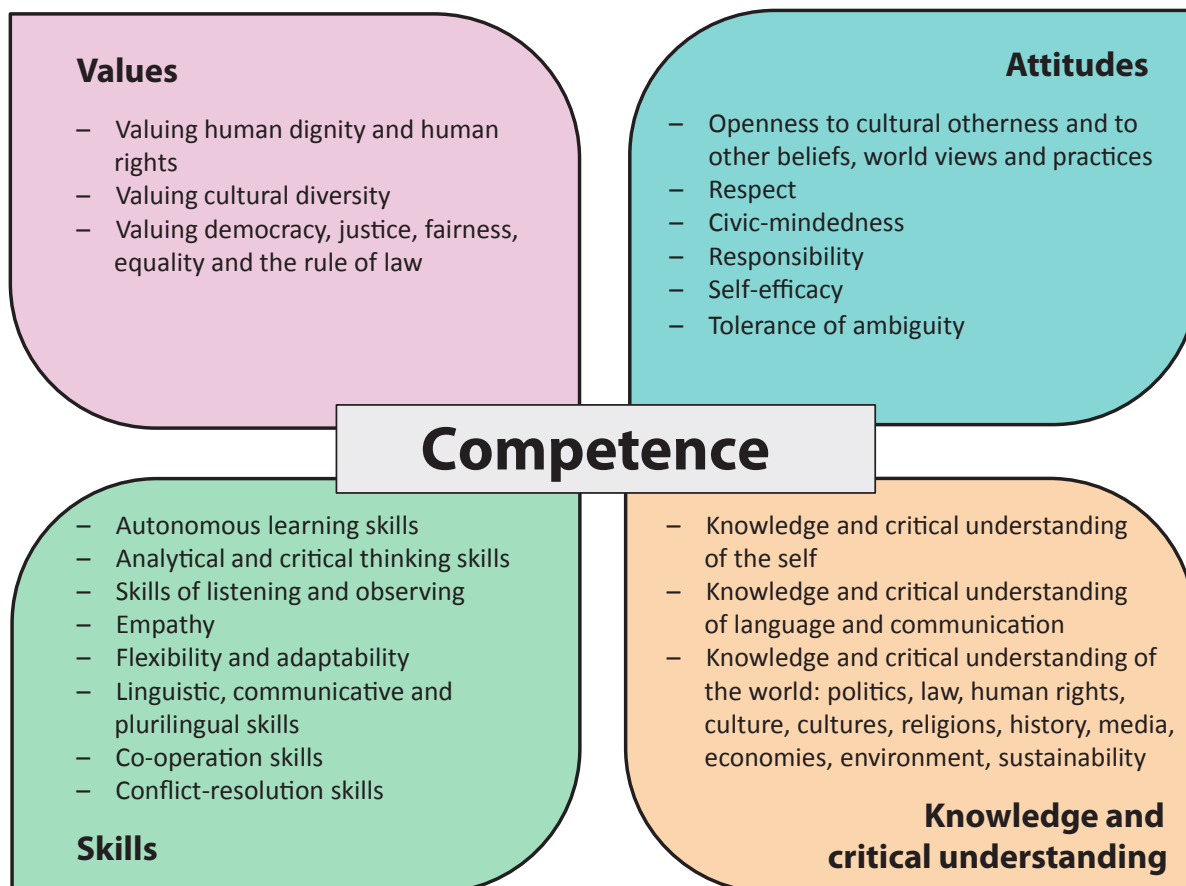 Values
– Valuing human dignity and human
rights
– Valuing cultural diversity
– Valuing democracy, justice, fairness,
equality and the rule of law
Attitudes
– Openness to cultural otherness and to
other beliefs, world views and practices
– Respect
– Civic-mindedness
– Responsibility
– Self-efficacy
– Tolerance of ambiguity
Competence
– Autonomous learning skills
– Analytical and critical thinking skills
– Skills of listening and observing
– Empathy
– Flexibility and adaptability
– Linguistic, communicative and
plurilingual skills
– Co-operation skills
– Conflict-resolution skills
Skills
– Knowledge and critical understanding
of the self
– Knowledge and critical understanding
of language and communication
– Knowledge and critical understanding of
the world: politics, law, human rights,
culture, cultures, religions, history, media,
economies, environment, sustainability
Knowledge and
critical understanding